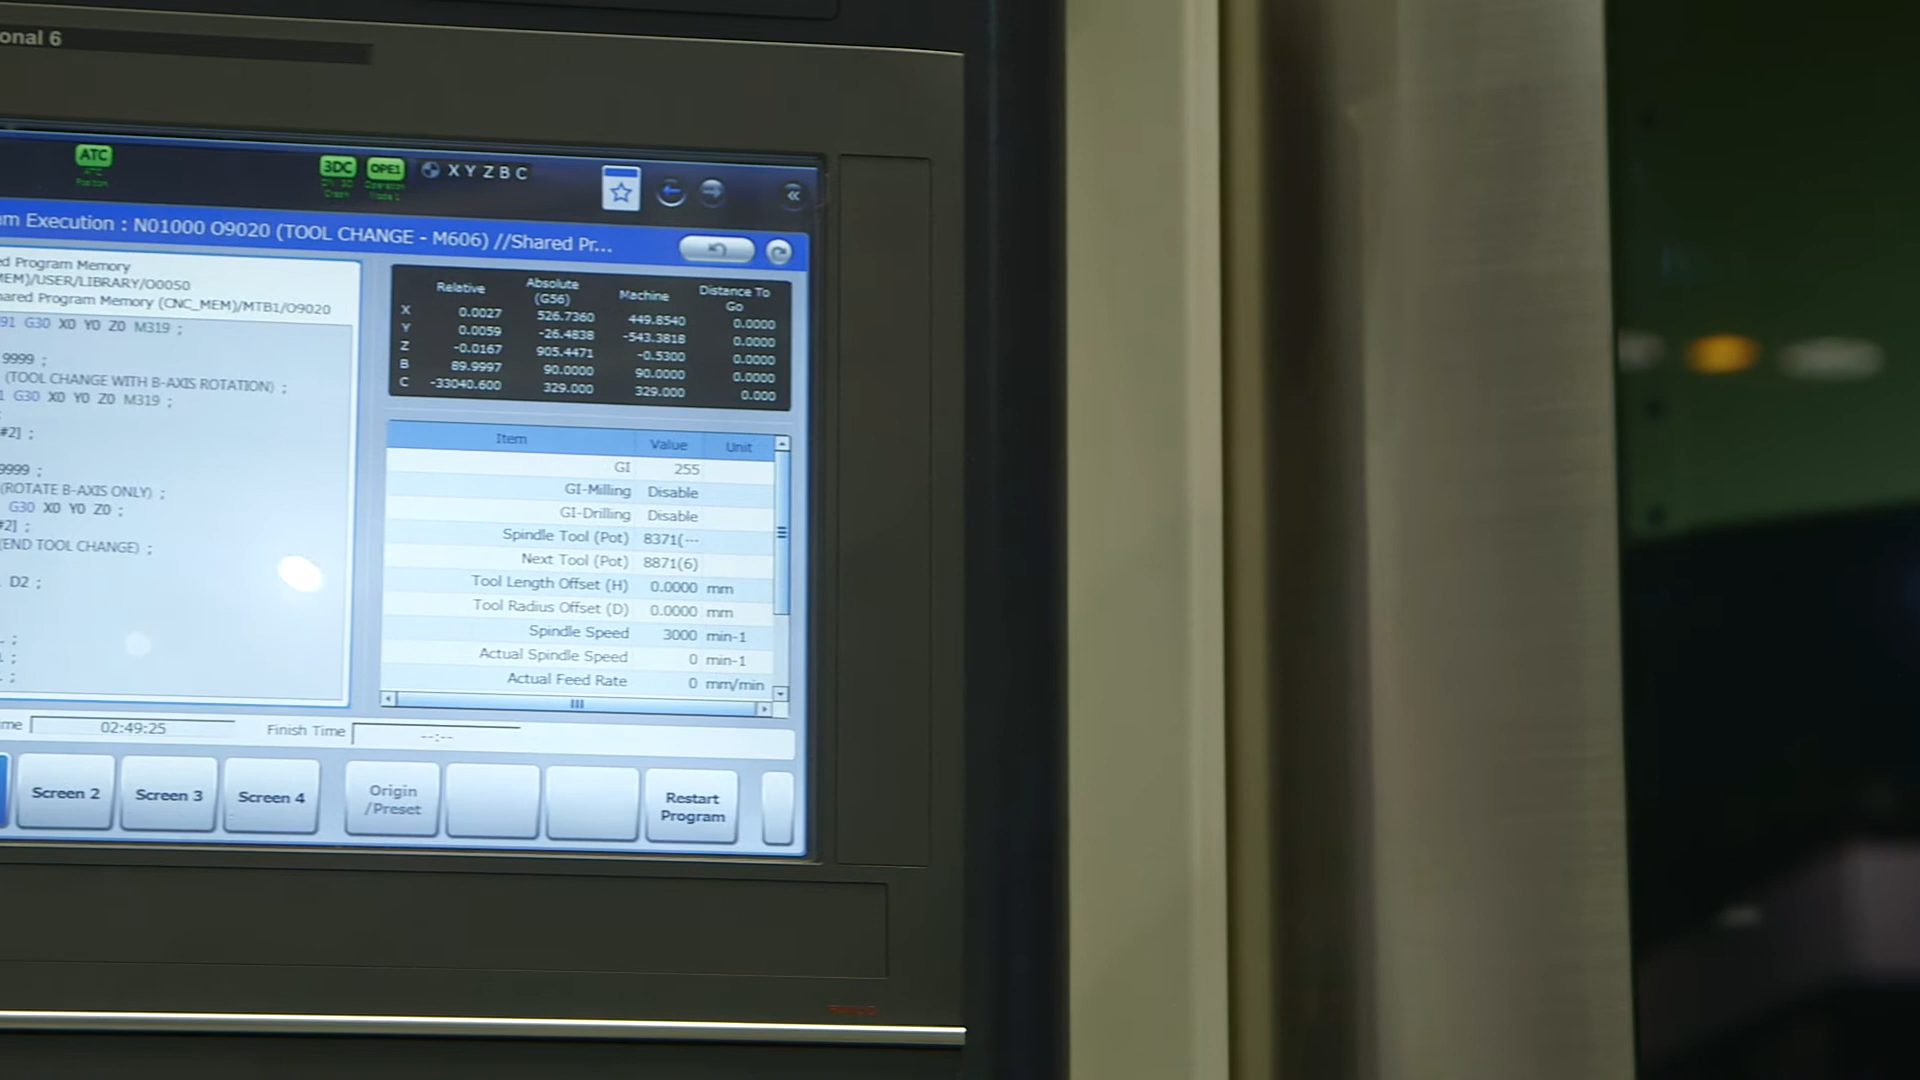 onal 6
ATC
Position
3DC
OPE1
X Y Z B C
m Execution : N01000 O9020 (TOOL CHANGE - M606) //Shared Pr...
ed Program Memory
MEM)/USER/LIBRARY/O0050
hared Program Memory (CNC_MEM)/MTB1/O9020
91 G30 X0 Y0 Z0 M319 ;
9999 ;
(TOOL CHANGE WITH B-AXIS ROTATION) ;
1 G30 X0 Y0 Z0 M319 ;
#2] ;
9999 ;
(ROTATE B-AXIS ONLY) ;
G30 X0 Y0 Z0 ;
#2] ;
(END TOOL CHANGE) ;
D2 ;
Relative Absolute (G56) Machine Distance To Go
X 0.0027 526.7360 449.8540 0.0000
Y 0.0059 -26.4838 -543.3818 0.0000
Z -0.0167 905.4471 -0.5300 0.0000
B 89.9997 90.0000 90.0000 0.0000
C -33040.600 329.000 329.000 0.000
Item Value Unit
GI 255
GI-Milling Disable
GI-Drilling Disable
Spindle Tool (Pot) 8371(...
Next Tool (Pot) 8871(6)
Tool Length Offset (H) 0.0000 mm
Tool Radius Offset (D) 0.0000 mm
Spindle Speed 3000 min-1
Actual Spindle Speed 0 min-1
Actual Feed Rate 0 mm/min
me 02:49:25 Finish Time --:--
Screen 2
Screen 3
Screen 4
Origin
/Preset
Restart
Program